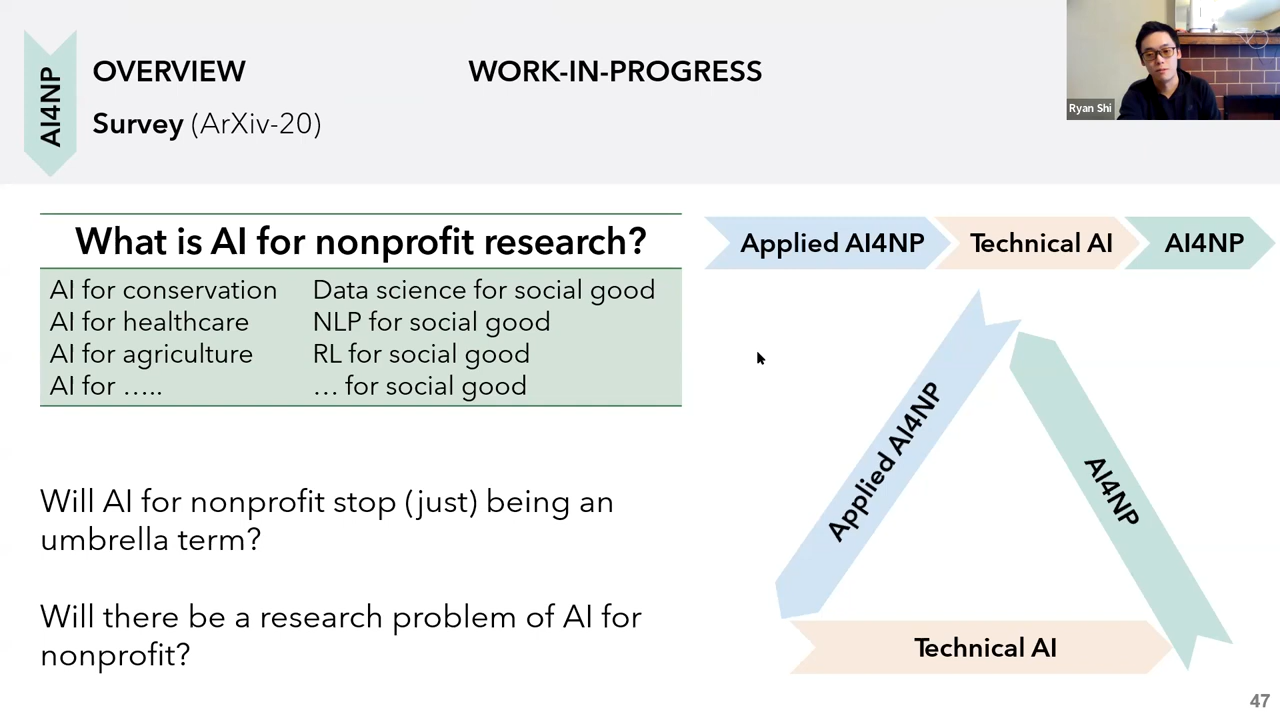 AI4NP
OVERVIEW
WORK-IN-PROGRESS
Survey (ArXiv-20)
Ryan Shi
What is AI for nonprofit research?
AI for conservation
AI for healthcare
AI for agriculture
AI for …..
Data science for social good
NLP for social good
RL for social good
… for social good
Will AI for nonprofit stop (just) being an
umbrella term?
Will there be a research problem of AI for
nonprofit?
Applied AI4NP
Technical AI
AI4NP
Applied AI4NP
AI4NP
Technical AI
47